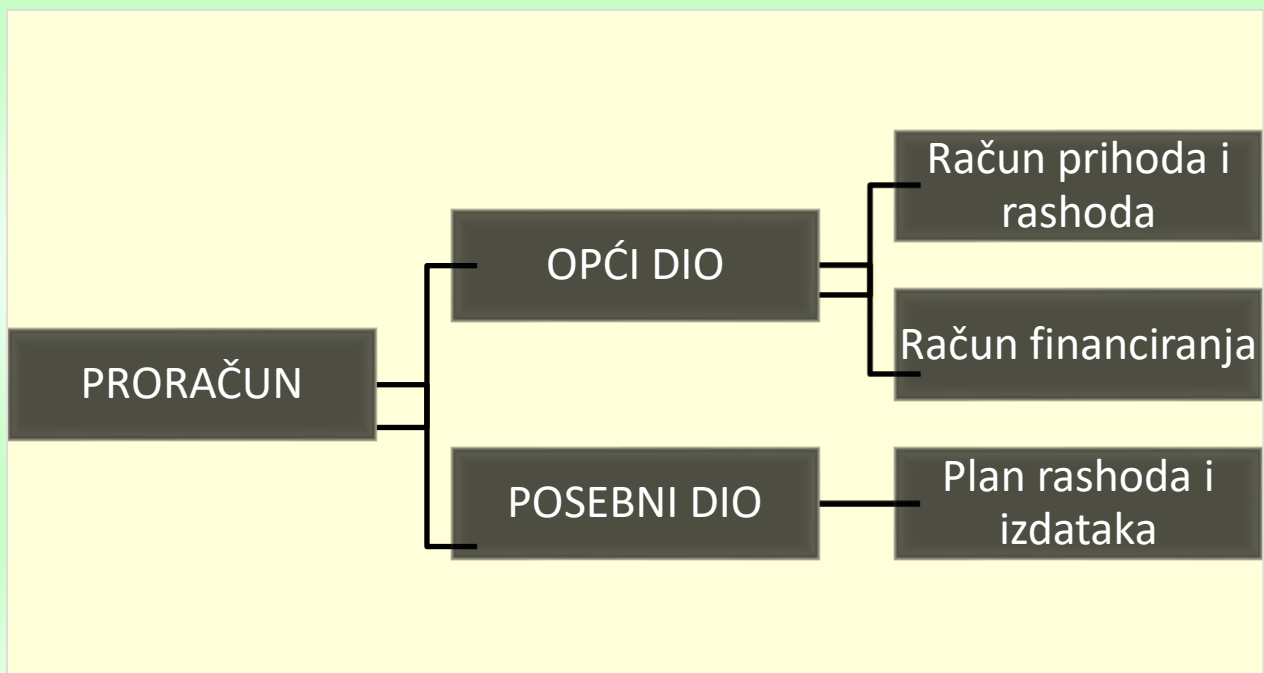 PRORAČUN
OPĆI DIO
Račun prihoda i
rashoda
Račun financiranja
POSEBNI DIO
Plan rashoda i
izdataka